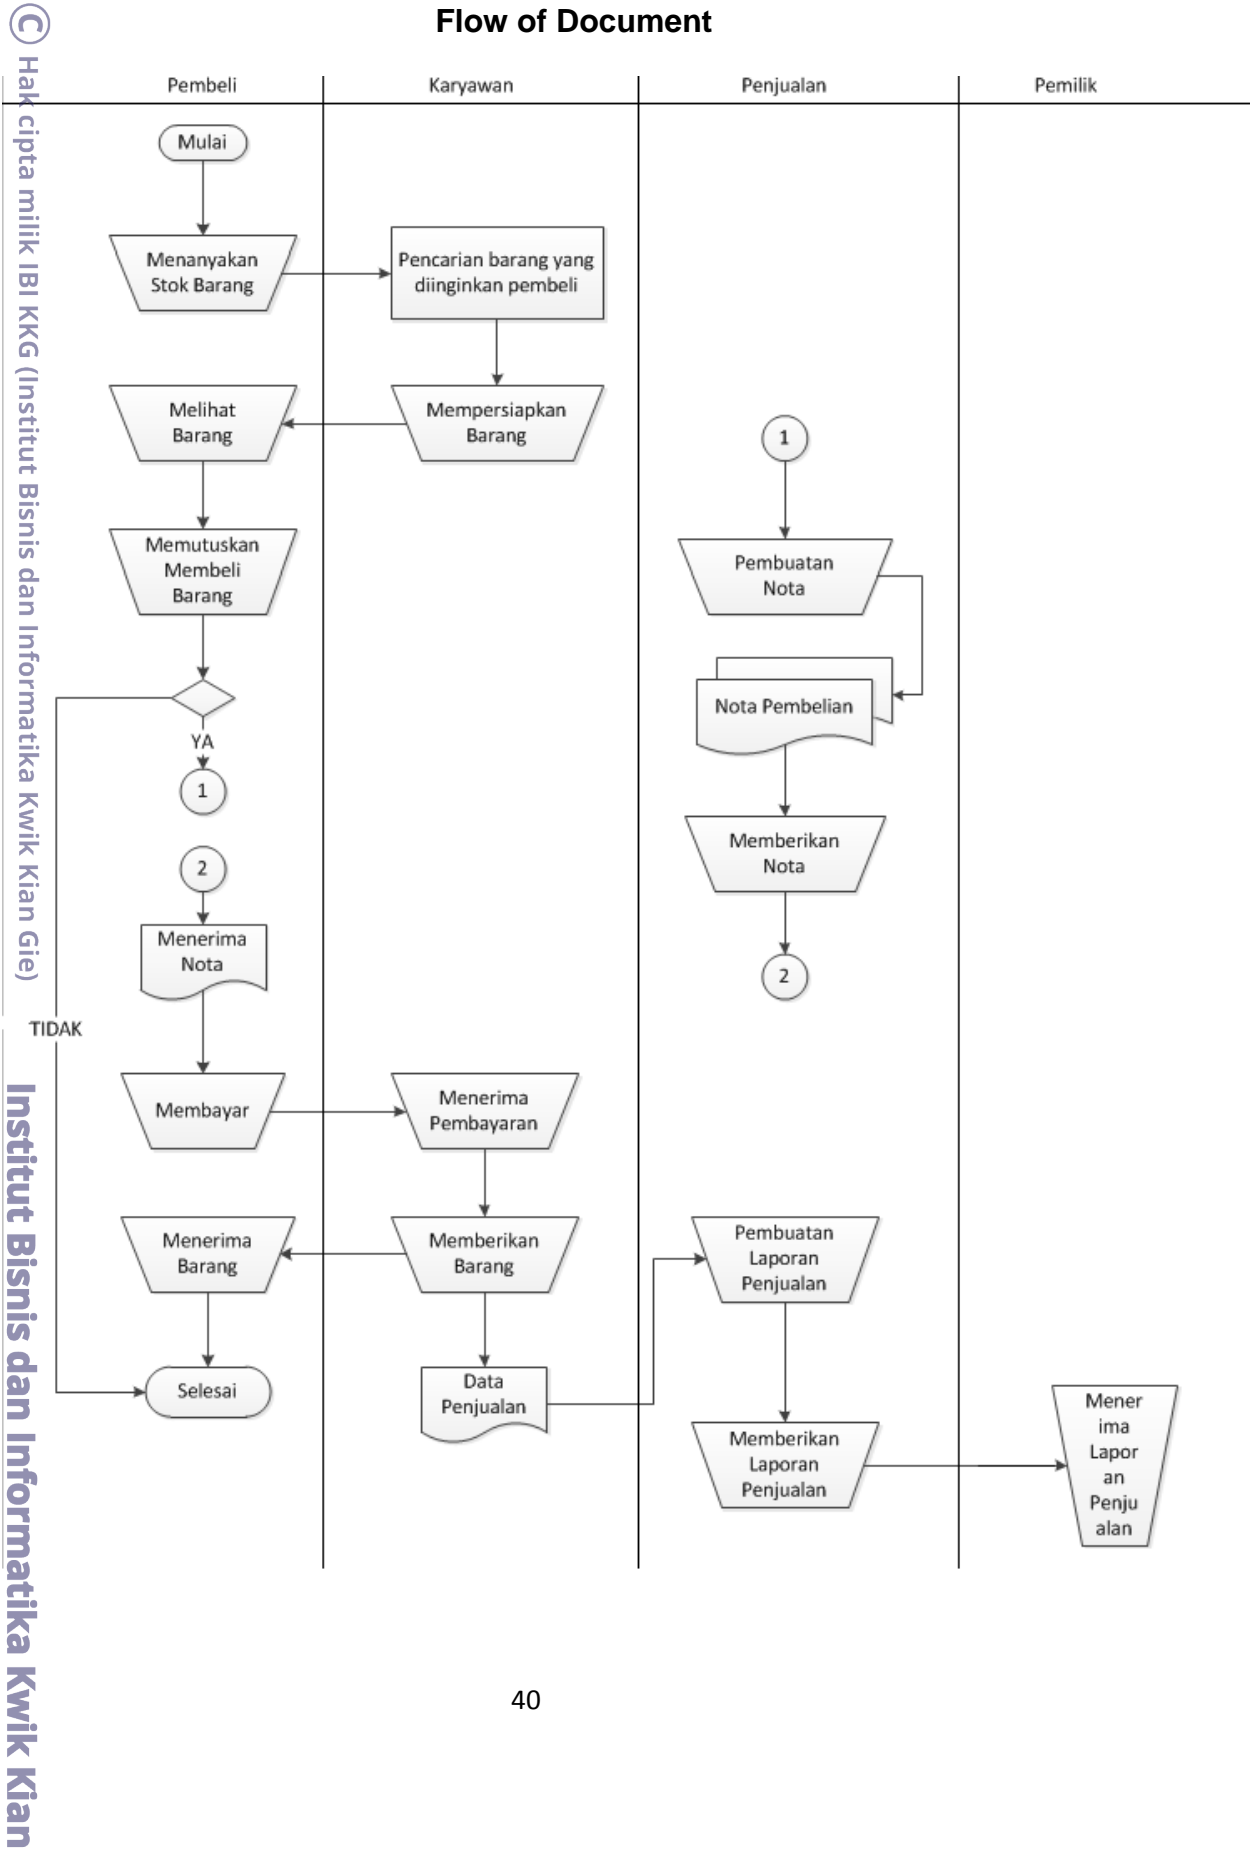 Flow of Document
Pembeli
Karyawan
Penjualan
Pemilik
Mulai
Menanyakan
Stok Barang
Pencarian barang yang
diinginkan pembeli
Melihat
Barang
Mempersiapkan
Barang
Memutuskan
Membeli
Barang
YA
1
2
Menerima
Nota
TIDAK
Membayar
Menerima
Pembayaran
Menerima
Barang
Memberikan
Barang
Selesai
Data
Penjualan
1
Pembuatan
Nota
Nota Pembelian
Memberikan
Nota
2
Pembuatan
Laporan
Penjualan
Memberikan
Laporan
Penjualan
Mener
ima
Lapor
an
Penju
alan
40
© Hak cipta milik IBI KKG (Institut Bisnis dan Informatika Kwik Kian Gie)
Institut Bisnis dan Informatika Kwik Kian